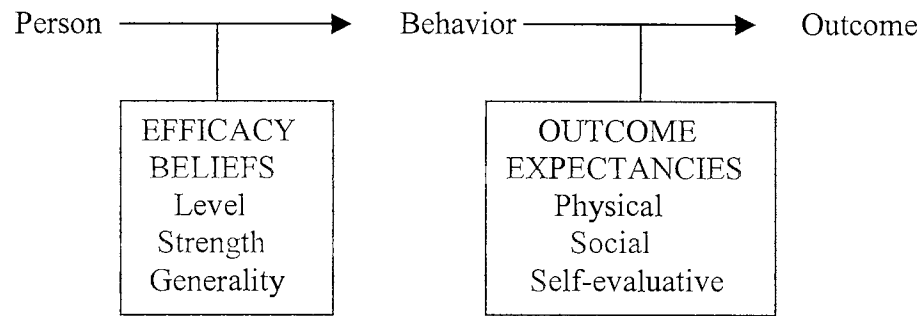 Person Behavior Outcome
EFFICACY
BELIEFS
Level
Strength
Generality
OUTCOME
EXPECTANCIES
Physical
Social
Self-evaluative